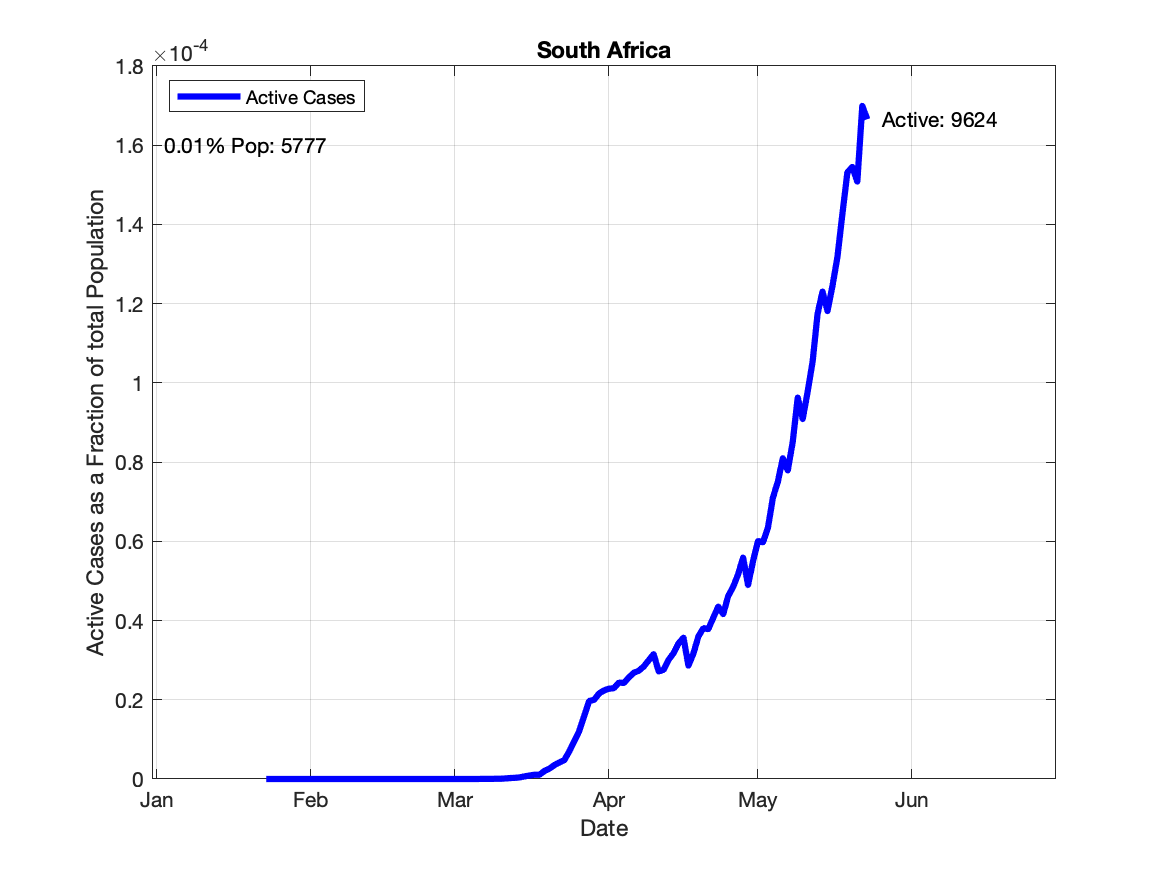 South Africa
×10-4
1.8
1.6
1.4
1.2
1
0.8
0.6
0.4
0.2
0
Active Cases
0.01% Pop: 5777
Active: 9624
Active Cases as a Fraction of total Population
Jan Feb Mar Apr May Jun
Date